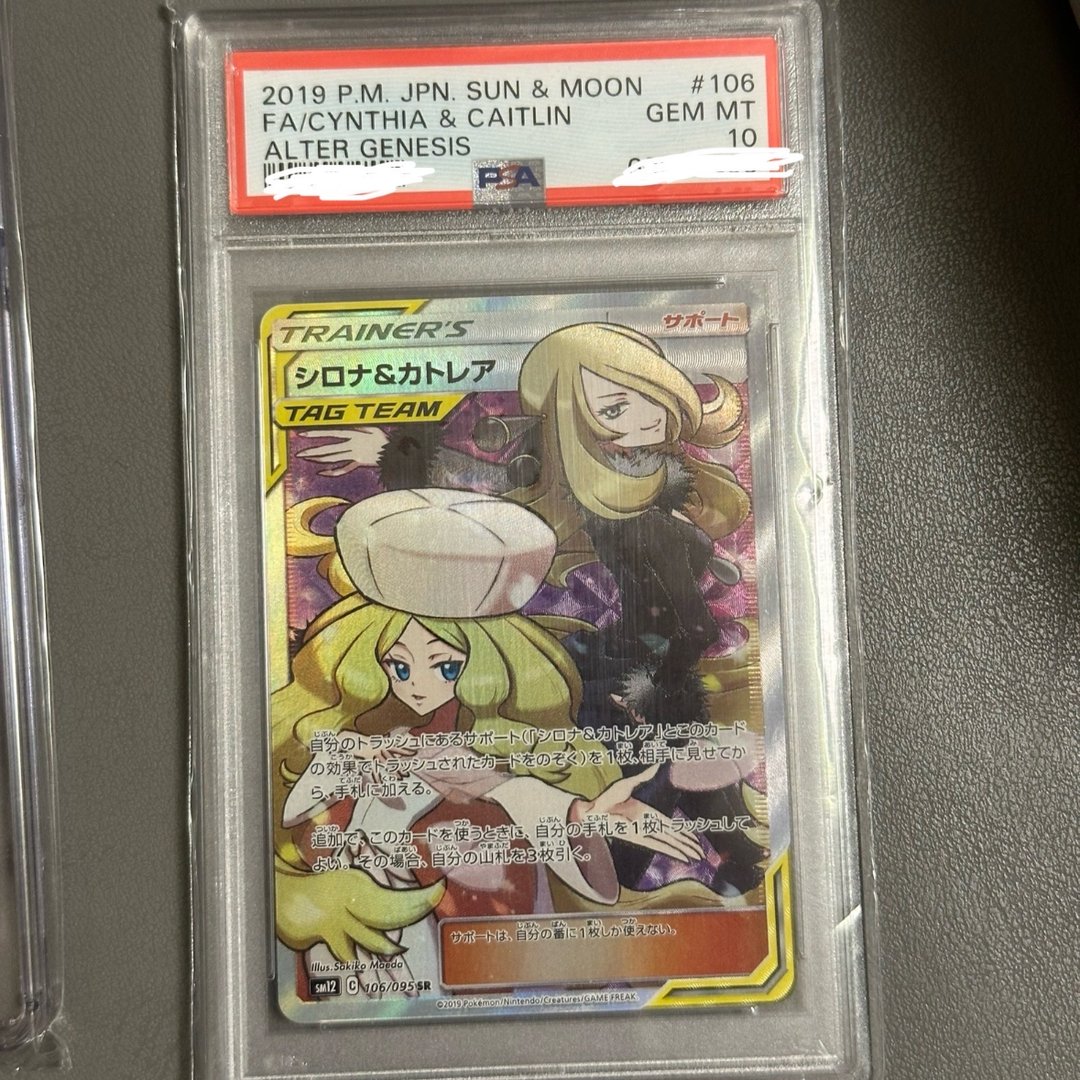 2019 P.M. JPN. SUN & MOON #106
FA/CYNTHIA & CAITLIN GEM MT
ALTER GENESIS 10
PSA
TRAINER'S サポート
シロナ&カトレア
TAG TEAM
自分のトラッシュにあるサポート(「シロナ&カトレア」とこのカード
の効果でトラッシュされたカードをのぞく)を1枚、相手に見せてか
ら、手札に加える。
追加で、このカードを使うときに、自分の手札を1枚トラッシュして
よい。その場合、自分の山札を3枚引く。
サポートは、自分の番に1枚しか使えない。
Illus.Sakiko Maeda
sm12 C 106/095 SR
©2019 Pokémon/Nintendo/Creatures/GAME FREAK